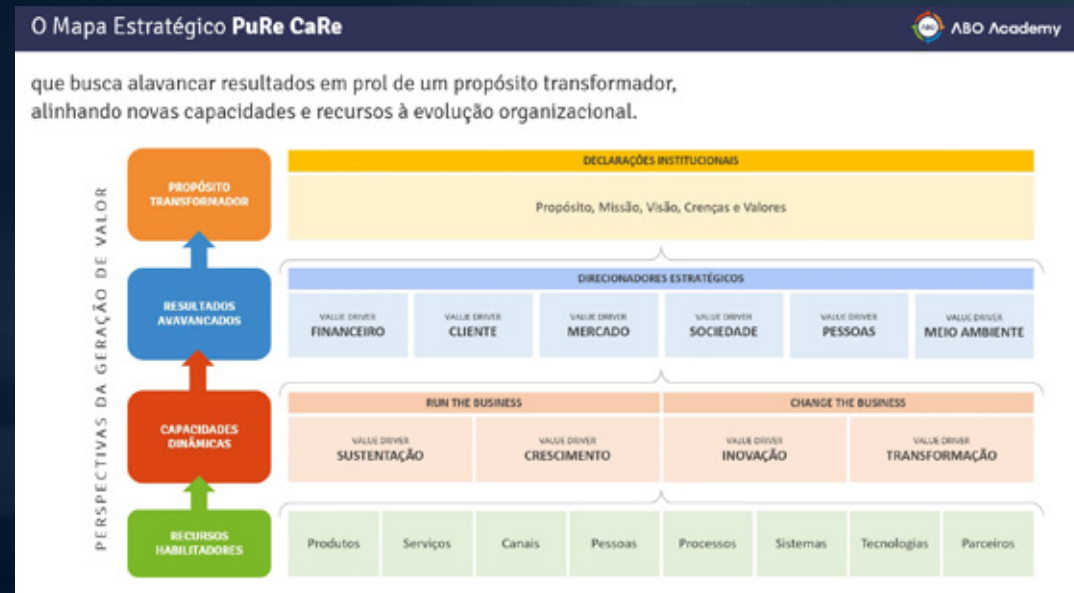 O Mapa Estratégico PuRe CaRe
ABO
ABO Academy
que busca alavancar resultados em prol de um propósito transformador,
alinhando novas capacidades e recursos à evolução organizacional.
PERSPECTIVAS DA GERAÇÃO DE VALOR
PROPÓSITO
TRANSFORMADOR
DECLARAÇÕES INSTITUCIONAIS
Propósito, Missão, Visão, Crenças e Valores
RESULTADOS
AVAVANCADOS
DIRECIONADORES ESTRATÉGICOS
VALUE DRIVER
FINANCEIRO
VALUE DRIVER
CLIENTE
VALUE DRIVER
MERCADO
VALUE DRIVER
SOCIEDADE
VALUE DRIVER
PESSOAS
VALUE DRIVER
MEIO AMBIENTE
CAPACIDADES
DINÂMICAS
RUN THE BUSINESS
CHANGE THE BUSINESS
VALUE DRIVER
SUSTENTAÇÃO
VALUE DRIVER
CRESCIMENTO
VALUE DRIVER
INOVAÇÃO
VALUE DRIVER
TRANSFORMAÇÃO
RECURSOS
HABILITADORES
Produtos
Serviços
Canais
Pessoas
Processos
Sistemas
Tecnologias
Parceiros